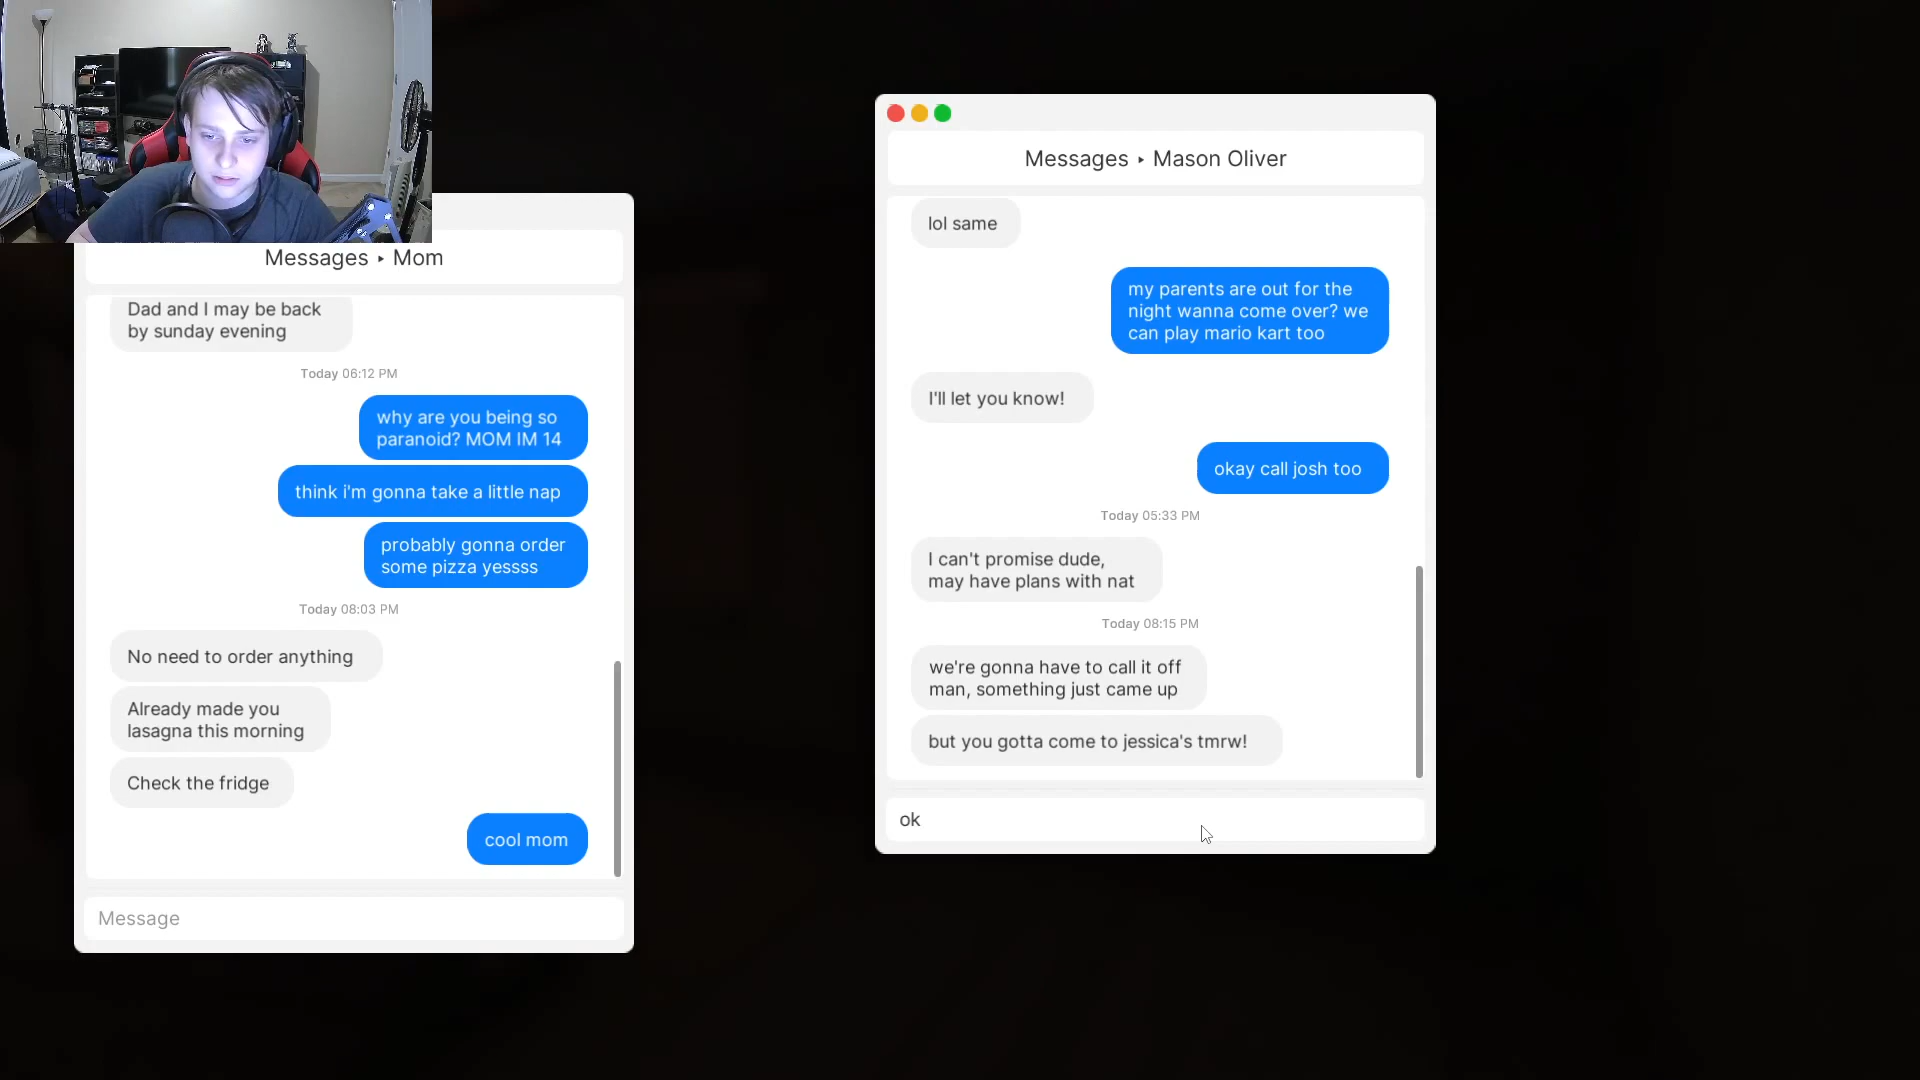 Messages ‣ Mom
Dad and I may be back
by sunday evening
Today 06:12 PM
why are you being so
paranoid? MOM IM 14
think i'm gonna take a little nap
probably gonna order
some pizza yessss
Today 08:03 PM
No need to order anything
Already made you
lasagna this morning
Check the fridge
cool mom
Message
Messages ‣ Mason Oliver
lol same
my parents are out for the
night wanna come over? we
can play mario kart too
I'll let you know!
okay call josh too
Today 05:33 PM
I can't promise dude,
may have plans with nat
Today 08:15 PM
we're gonna have to call it off
man, something just came up
but you gotta come to jessica's tmrw!
ok